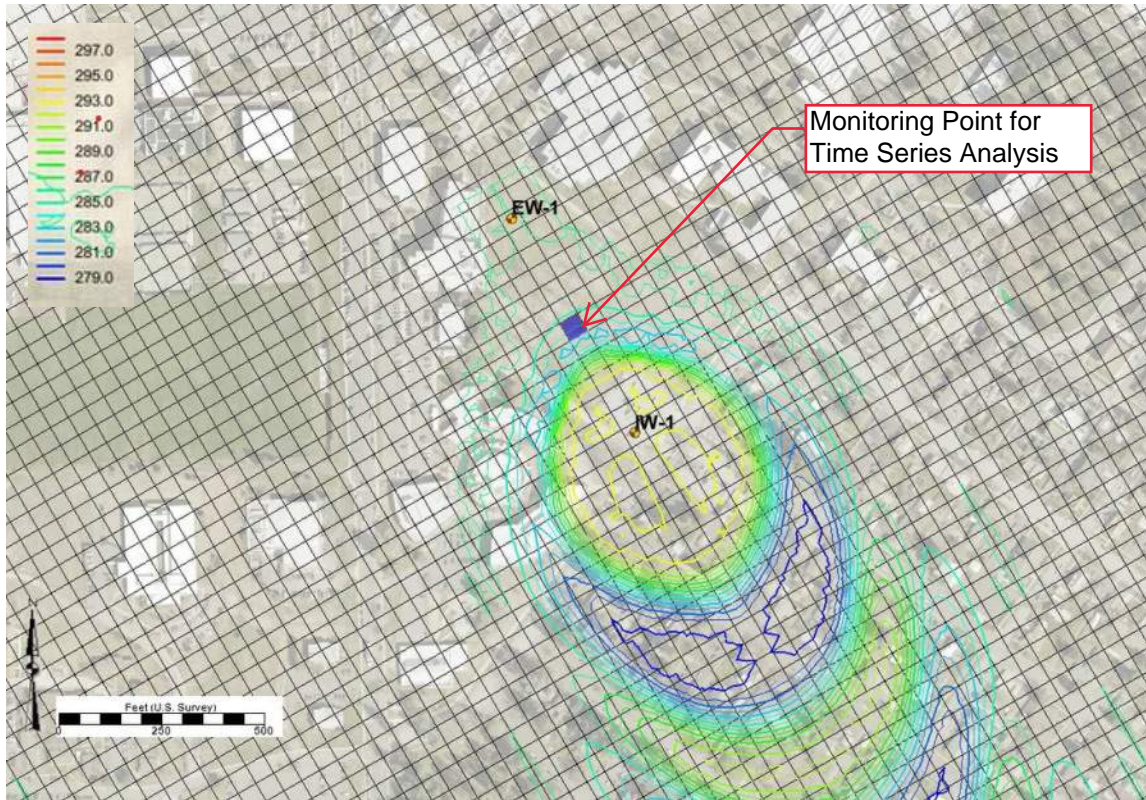 297.0
295.0
293.0
291.0
289.0
287.0
285.0
283.0
281.0
279.0
Monitoring Point for
Time Series Analysis
EW-1
IW-1
Feet (U.S. Survey)
0 250 500